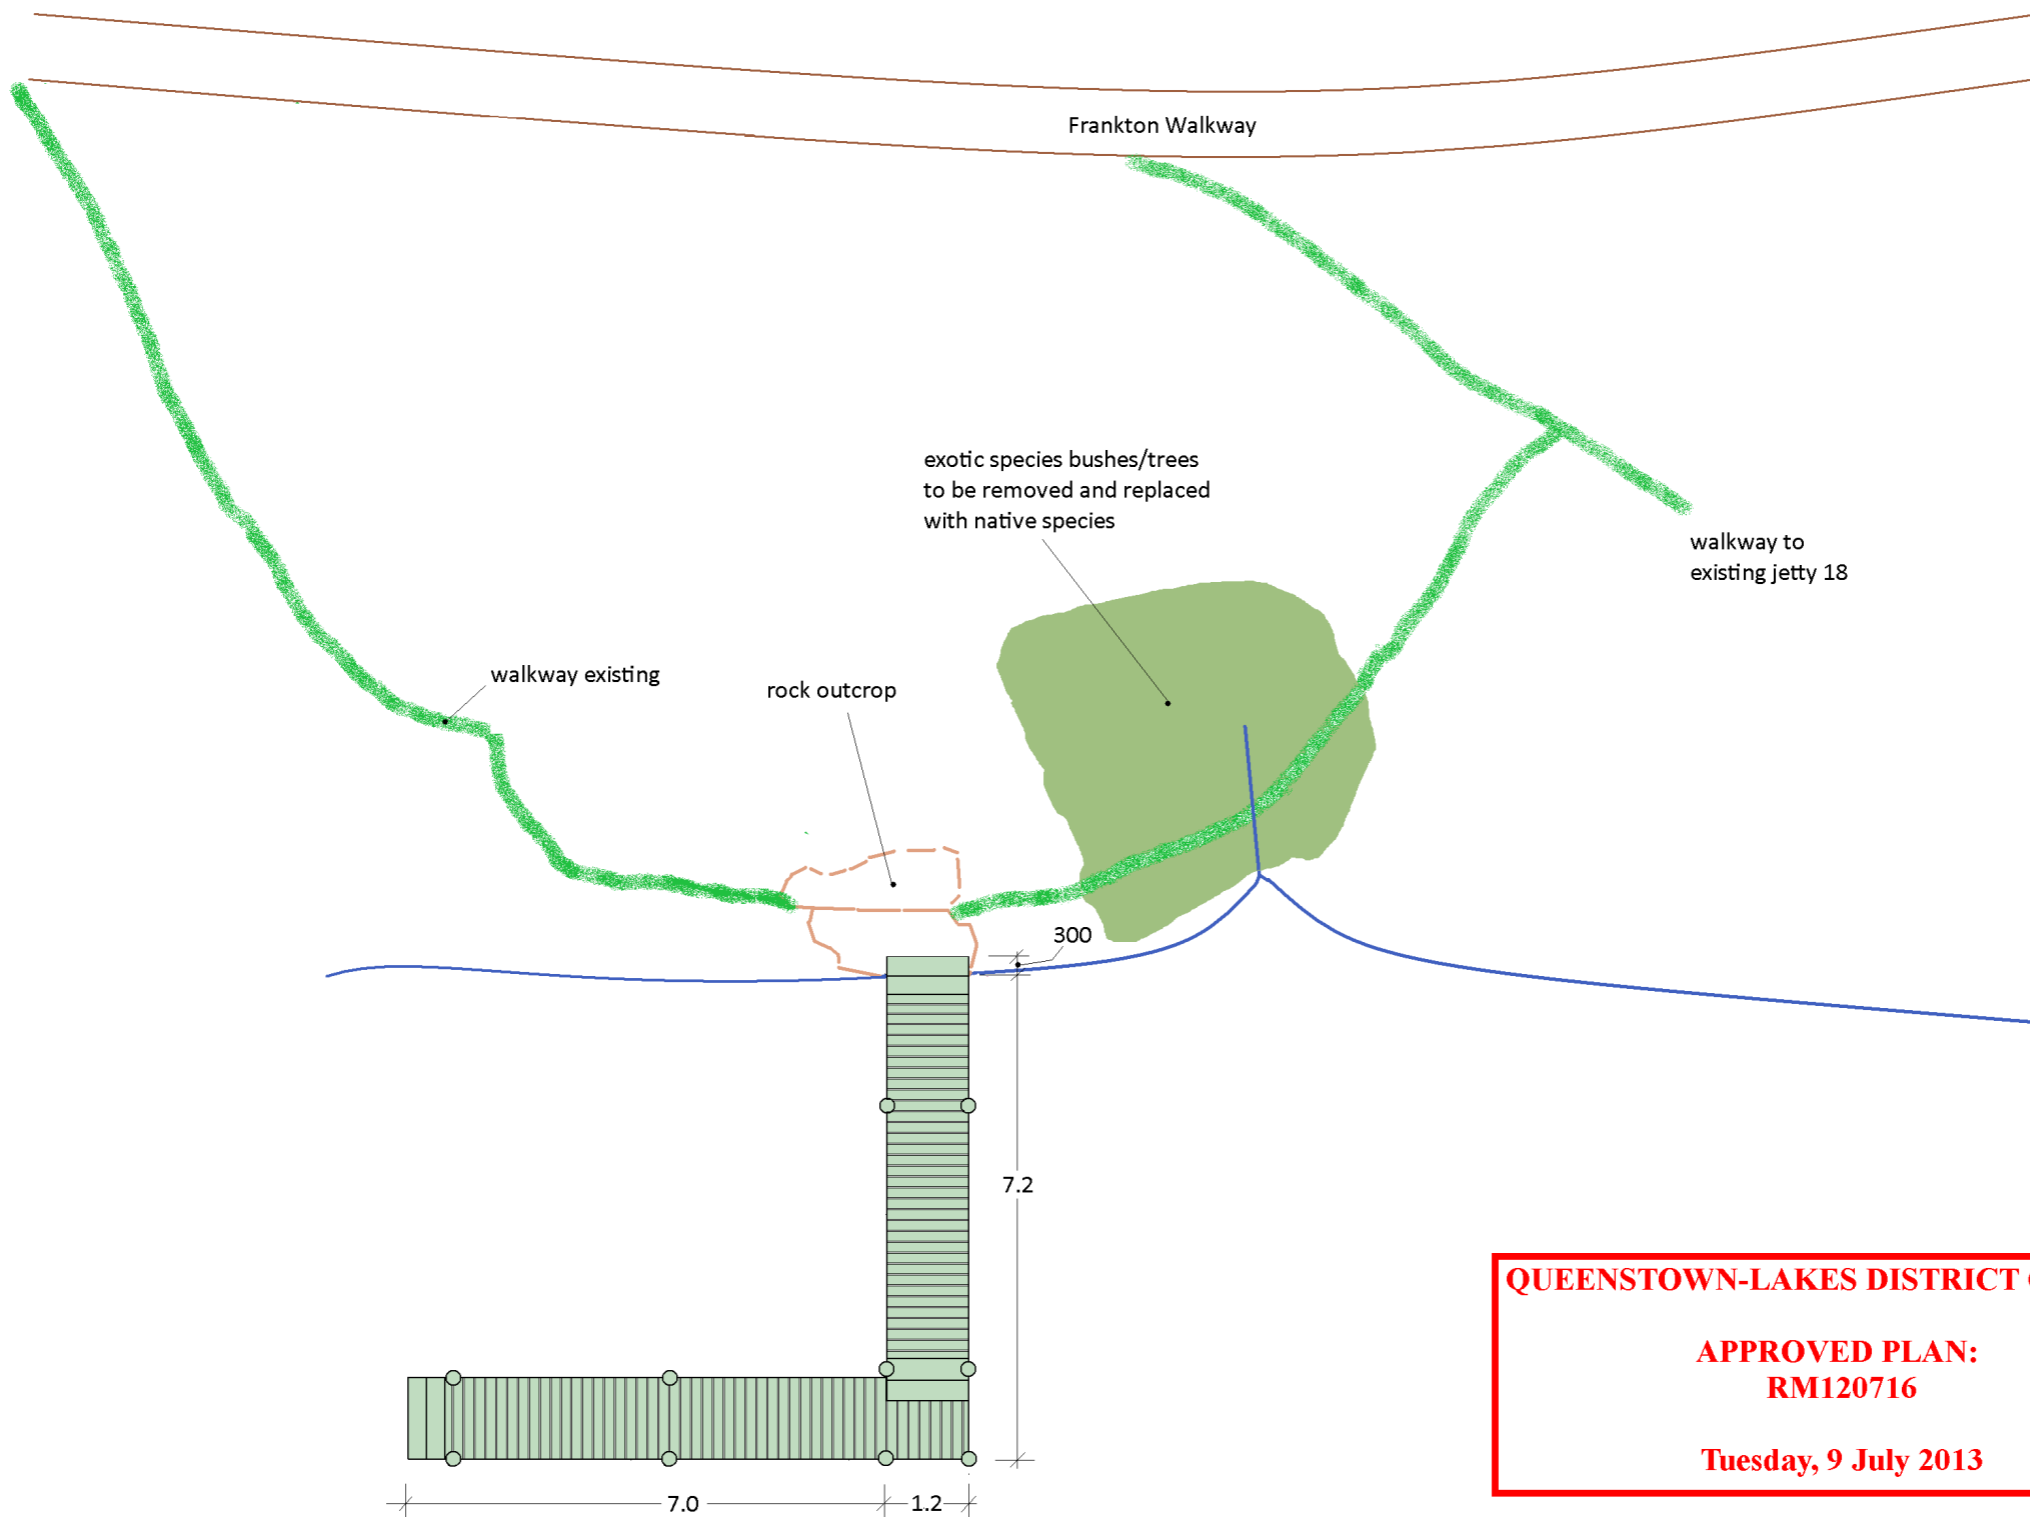 Frankton Walkway
exotic species bushes/trees
to be removed and replaced
with native species
walkway to
existing jetty 18
walkway existing
rock outcrop
300
7.2
QUEENSTOWN-LAKES DISTRICT
APPROVED PLAN:
RM120716
Tuesday, 9 July 2013
7.0
1.2